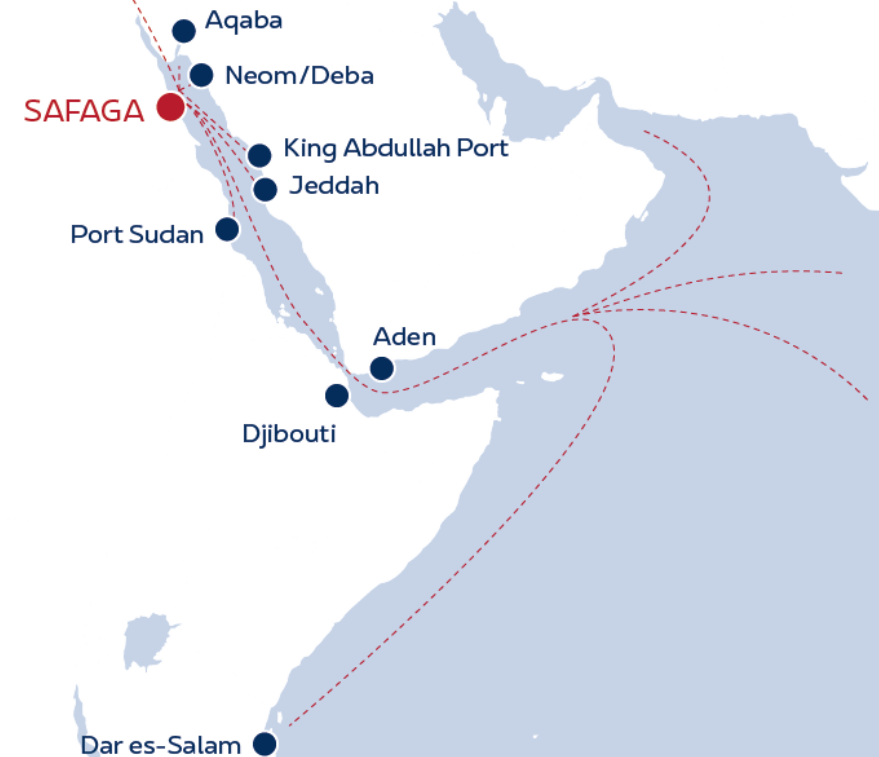 Aqaba
Neom/Deba
SAFAGA
King Abdullah Port
Jeddah
Port Sudan
Aden
Djibouti
Dar es-Salam